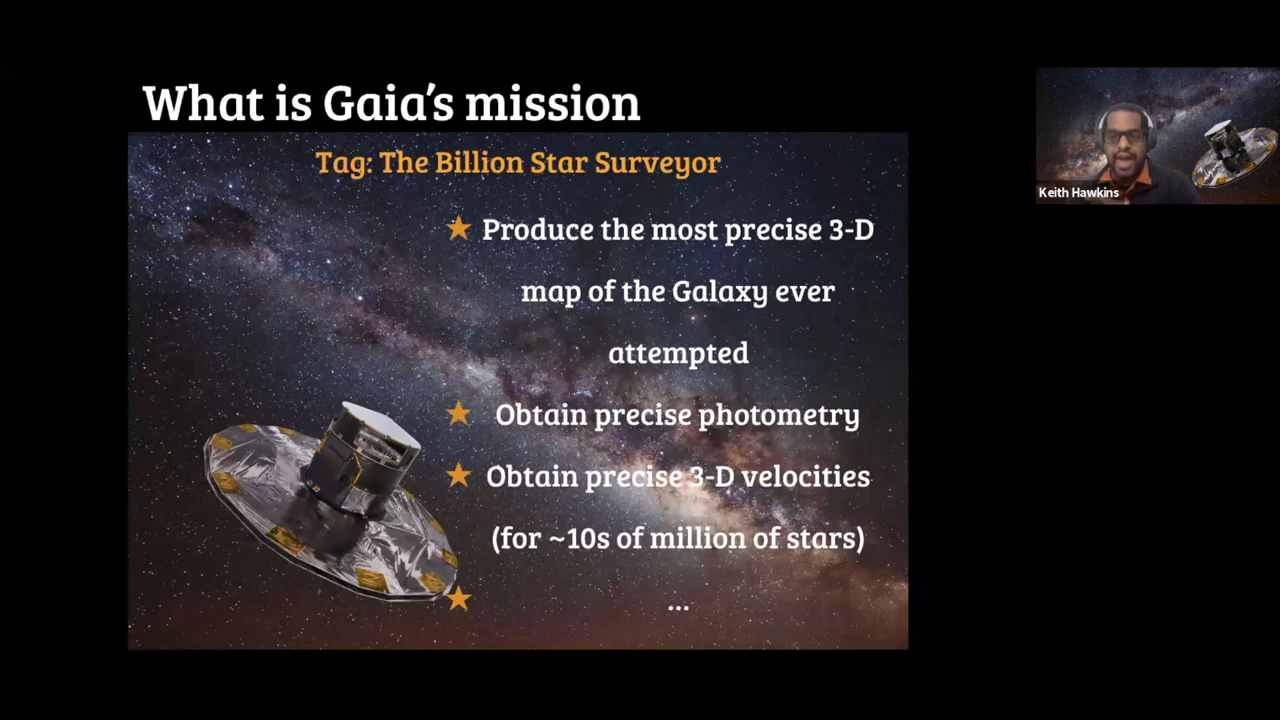 What is Gaia's mission
Tag: The Billion Star Surveyor
★ Produce the most precise 3-D
map of the Galaxy ever
attempted
★ Obtain precise photometry
★ Obtain precise 3-D velocities
(for ~10s of million of stars)
★ ...
Keith Hawkins